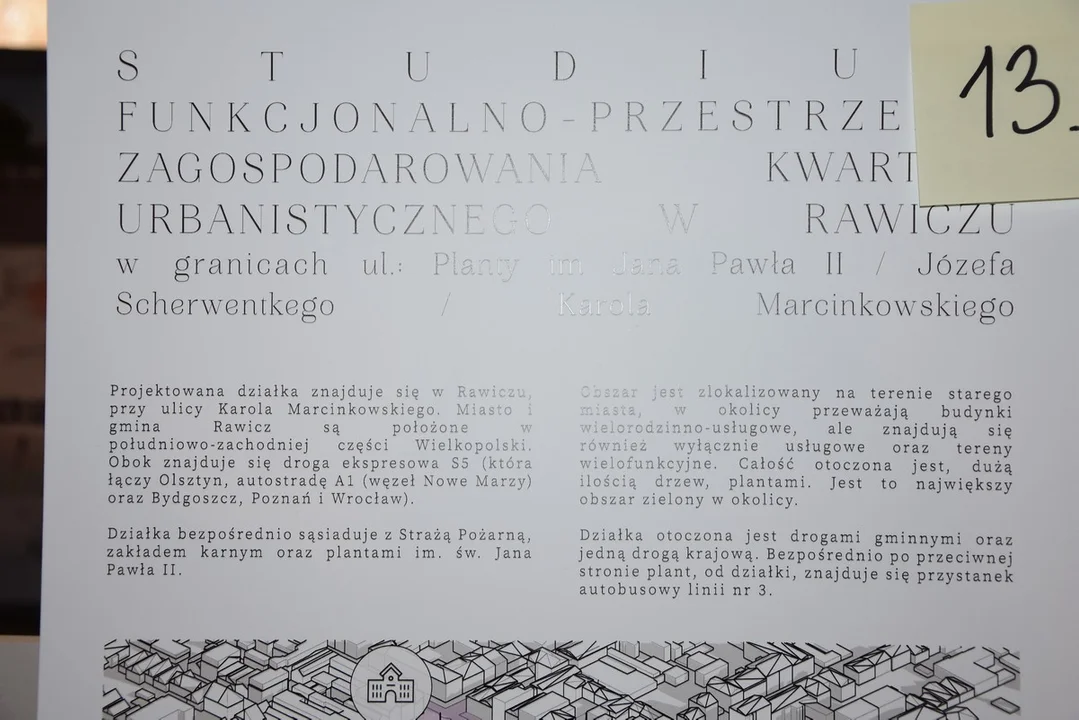 STUDIU
FUNKCJONALNO-PRZESTRZE
ZAGOSPODAROWANIA KWART
URBANISTYCZNEGO W RAWICZU
w granicach ul.: Planty im Jana Pawła II / Józefa
Scherwentkego / Karola Marcinkowskiego
13.
Projektowana działka znajduje się w Rawiczu,
przy ulicy Karola Marcinkowskiego. Miasto i
gmina Rawicz są położone w
południowo-zachodniej części Wielkopolski.
Obok znajduje się droga ekspresowa S5 (która
łączy Olsztyn, autostradę A1 (węzeł Nowe Marzy)
oraz Bydgoszcz, Poznań i Wrocław).
Działka bezpośrednio sąsiaduje z Strażą Pożarną,
zakładem karnym oraz plantami im. św. Jana
Pawła II.
Obszar jest zlokalizowany na terenie starego
miasta, w okolicy przeważają budynki
wielorodzinno-usługowe, ale znajdują się
również wyłącznie usługowe oraz tereny
wielofunkcyjne. Całość otoczona jest, dużą
ilością drzew, plantami. Jest to największy
obszar zielony w okolicy.
Działka otoczona jest drogami gminnymi oraz
jedną drogą krajową. Bezpośrednio po przeciwnej
stronie plant, od działki, znajduje się przystanek
autobusowy linii nr 3.